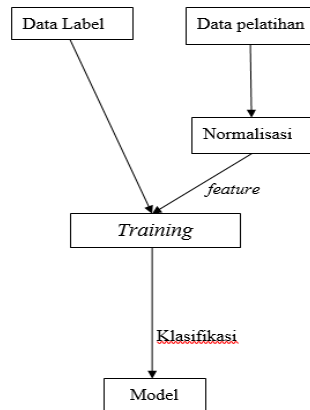 Data Label
Data pelatihan
Normalisasi
feature
Training
Klasifikasi
Model